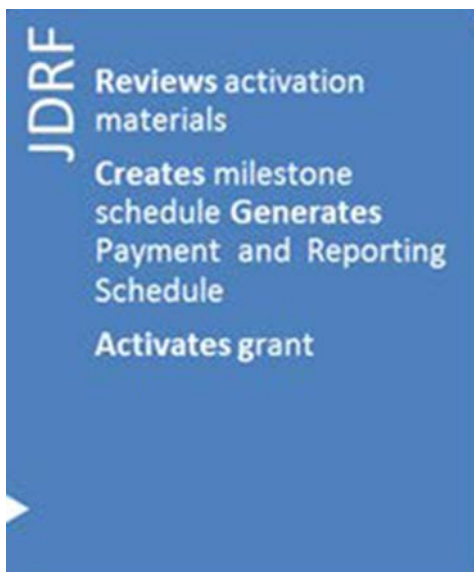 JDRF
Reviews activation
materials
Creates milestone
schedule Generates
Payment and Reporting
Schedule
Activates grant